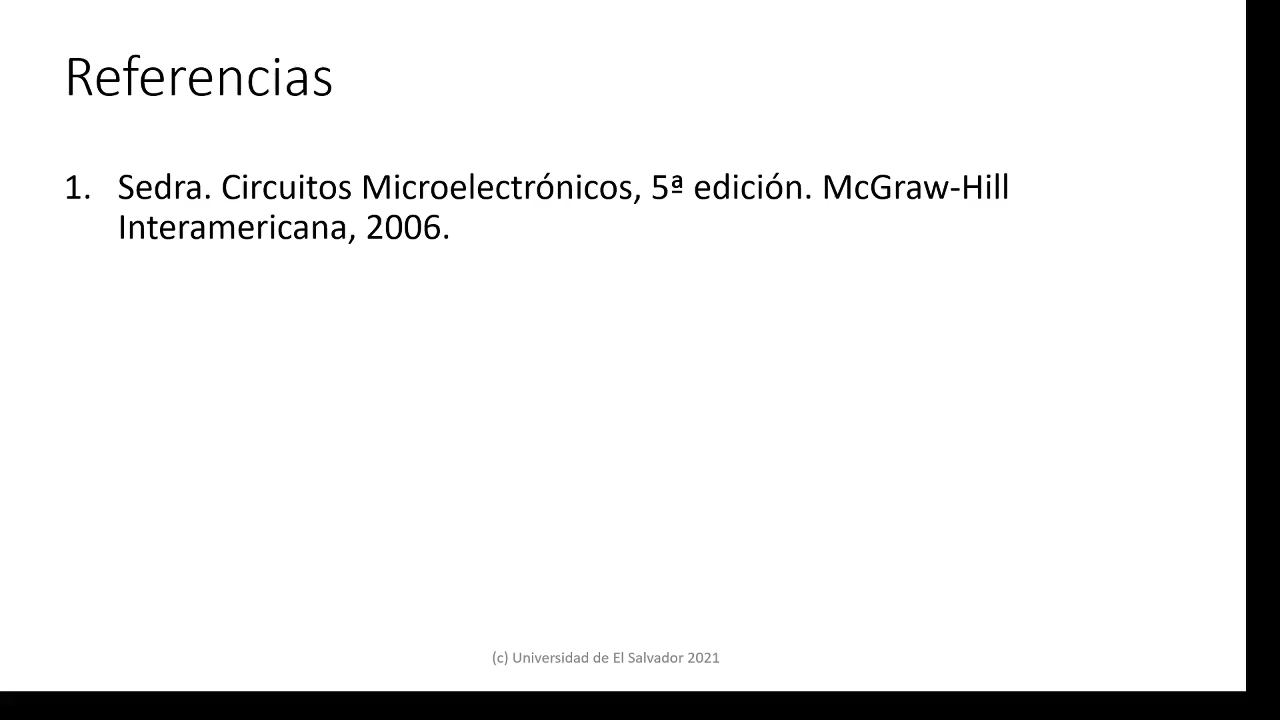 Referencias
1. Sedra. Circuitos Microelectrónicos, 5ª edición. McGraw-Hill
Interamericana, 2006.
(c) Universidad de El Salvador 2021